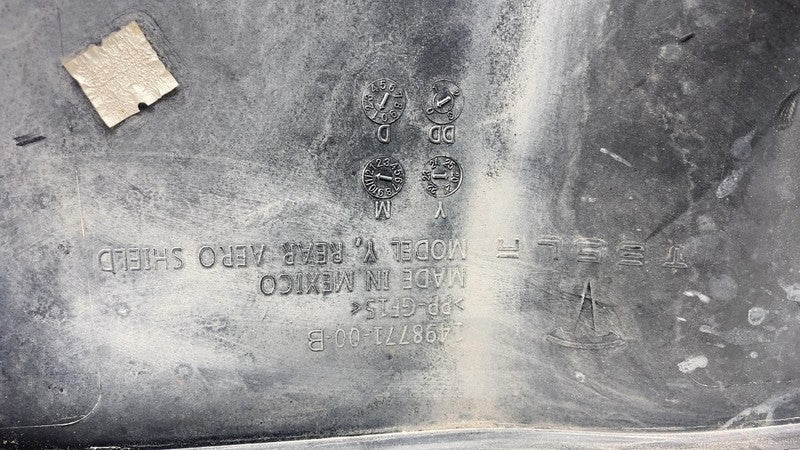 TESLA
MODEL Y, REAR AERO SHIELD
MADE IN MEXICO
>PP-GF15<
1498771-00-B
Y
M
DD
D